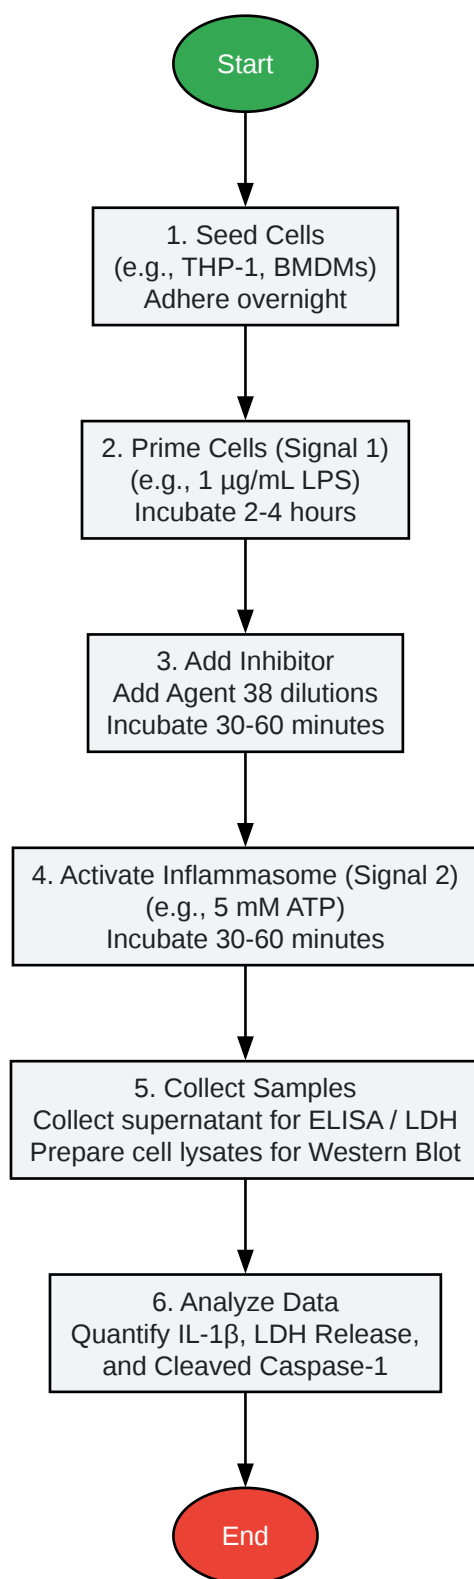 Start
1. Seed Cells
(e.g., THP-1, BMDMs)
Adhere overnight
2. Prime Cells (Signal 1)
(e.g., 1 µg/mL LPS)
Incubate 2-4 hours
3. Add Inhibitor
Add Agent 38 dilutions
Incubate 30-60 minutes
4. Activate Inflammasome (Signal 2)
(e.g., 5 mM ATP)
Incubate 30-60 minutes
5. Collect Samples
Collect supernatant for ELISA / LDH
Prepare cell lysates for Western Blot
6. Analyze Data
Quantify IL-1β, LDH Release,
and Cleaved Caspase-1
End